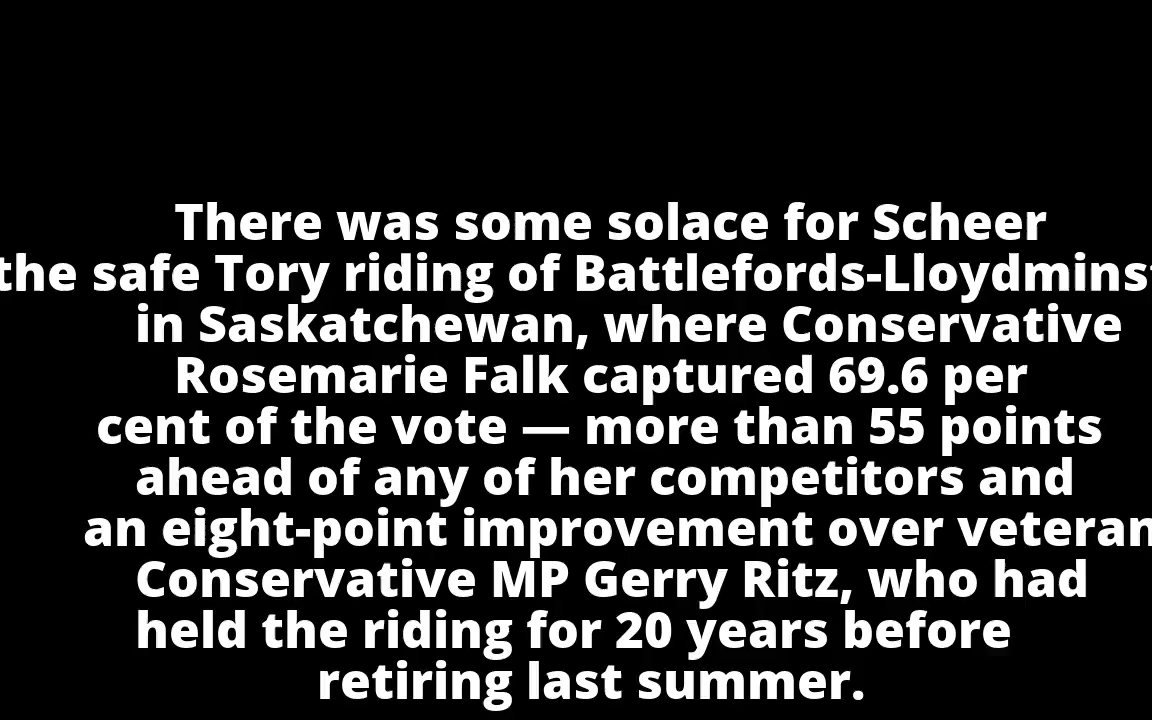 There was some solace for Scheer
the safe Tory riding of Battlefords-Lloydminst
in Saskatchewan, where Conservative
Rosemarie Falk captured 69.6 per
cent of the vote — more than 55 points
ahead of any of her competitors and
an eight-point improvement over veteran
Conservative MP Gerry Ritz, who had
held the riding for 20 years before
retiring last summer.